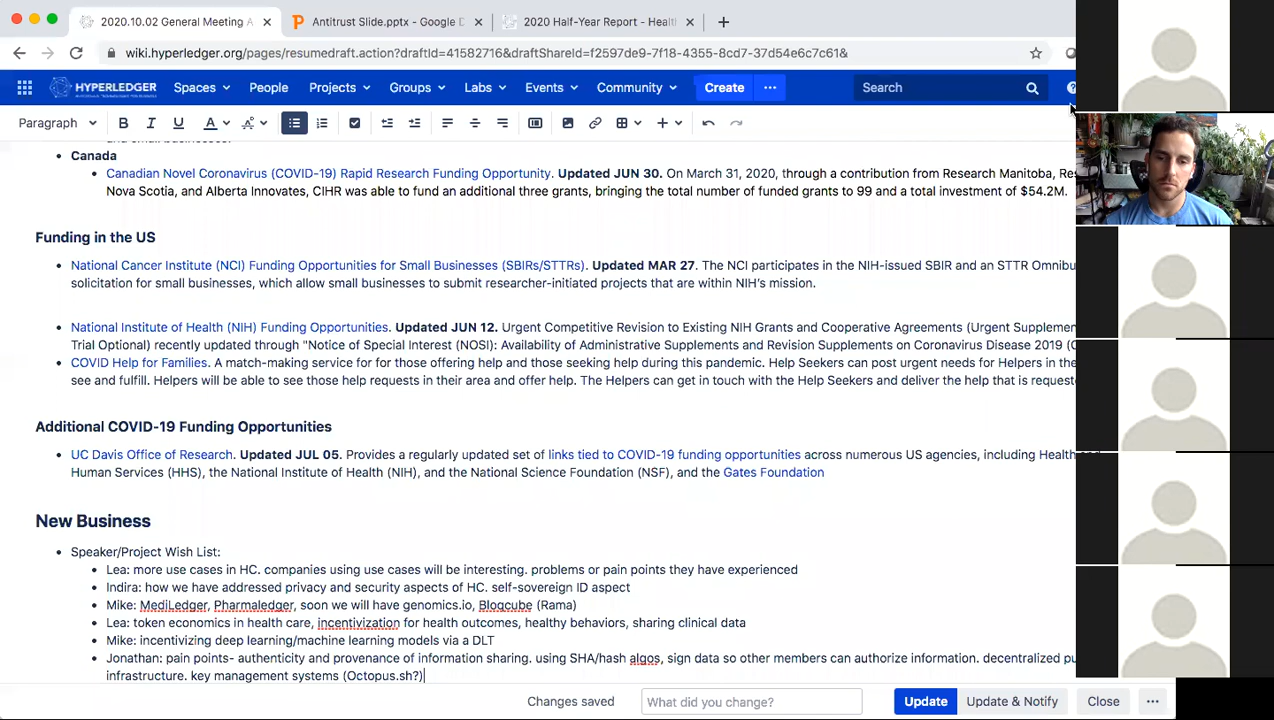 2020.10.02 General Meeting A
Antitrust Slide.pptx - Google D
2020 Half-Year Report - Healt
wiki.hyperledger.org/pages/resumedraft.action?draftId=41582716&draftShareId=f2597de9-7f18-4355-8cd7-37d54e6c7c61&
HYPERLEDGER Spaces People Projects Groups Labs Events Community Create ... Search
Paragraph
Canada
Canadian Novel Coronavirus (COVID-19) Rapid Research Funding Opportunity. Updated JUN 30. On March 31, 2020, through a contribution from Research Manitoba, Res
Nova Scotia, and Alberta Innovates, CIHR was able to fund an additional three grants, bringing the total number of funded grants to 99 and a total investment of $54.2M.
Funding in the US
National Cancer Institute (NCI) Funding Opportunities for Small Businesses (SBIRs/STTRs). Updated MAR 27. The NCI participates in the NIH-issued SBIR and an STTR Omnibu
solicitation for small businesses, which allow small businesses to submit researcher-initiated projects that are within NIH's mission.
National Institute of Health (NIH) Funding Opportunities. Updated JUN 12. Urgent Competitive Revision to Existing NIH Grants and Cooperative Agreements (Urgent Supplemen
Trial Optional) recently updated through "Notice of Special Interest (NOSI): Availability of Administrative Supplements and Revision Supplements on Coronavirus Disease 2019 (C
COVID Help for Families. A match-making service for for those offering help and those seeking help during this pandemic. Help Seekers can post urgent needs for Helpers in the
see and fulfill. Helpers will be able to see those help requests in their area and offer help. The Helpers can get in touch with the Help Seekers and deliver the help that is request
Additional COVID-19 Funding Opportunities
UC Davis Office of Research. Updated JUL 05. Provides a regularly updated set of links tied to COVID-19 funding opportunities across numerous US agencies, including Health and
Human Services (HHS), the National Institute of Health (NIH), and the National Science Foundation (NSF), and the Gates Foundation
New Business
Speaker/Project Wish List:
Lea: more use cases in HC. companies using use cases will be interesting. problems or pain points they have experienced
Indira: how we have addressed privacy and security aspects of HC. self-sovereign ID aspect
Mike: MediLedger, Pharmaledger, soon we will have genomics.io, Bloqcube (Rama)
Lea: token economics in health care, incentivization for health outcomes, healthy behaviors, sharing clinical data
Mike: incentivizing deep learning/machine learning models via a DLT
Jonathan: pain points- authenticity and provenance of information sharing. using SHA/hash algos, sign data so other members can authorize information. decentralized pu
infrastructure. key management systems (Octopus.sh?)
Changes saved What did you change? Update Update & Notify Close ...